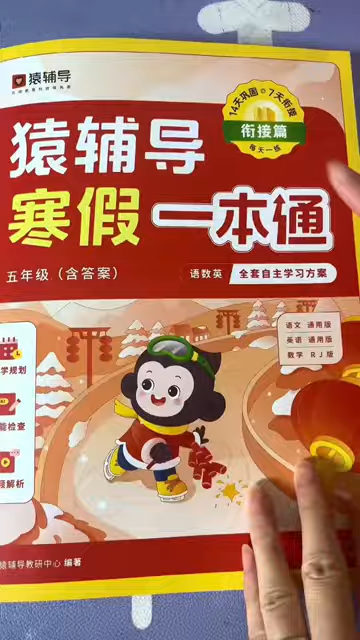 猿辅导
14天巩固 7天衔接
衔接篇
每天一练
猿辅导
寒假一本通
五年级（含答案）
语数英 全套自主学习方案
语文 通用版
英语 通用版
数学 RJ版
学规划
能检查
频解析
猿辅导教研中心 编著